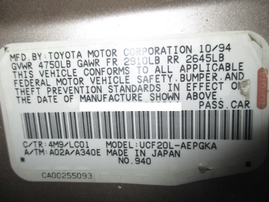 MFD. BY TOYOTA MOTOR CORPORATION 10/94
GVWR 4750LB GAWR FR 2910LB RR 2645LB
THIS VEHICLE CONFORMS TO ALL APPLICABLE
FEDERAL MOTOR VEHICLE SAFETY, BUMPER, AND
THEFT PREVENTION STANDARDS IN EFFECT ON
THE DATE OF MANUFACTURE SHOWN ABOVE.
PASS.CAR
C/TR: 4M9/LC01 MODEL: UCF20L-AEPGKA
A/TM: A02A/A340E MADE IN JAPAN
NO.940
CA00255093